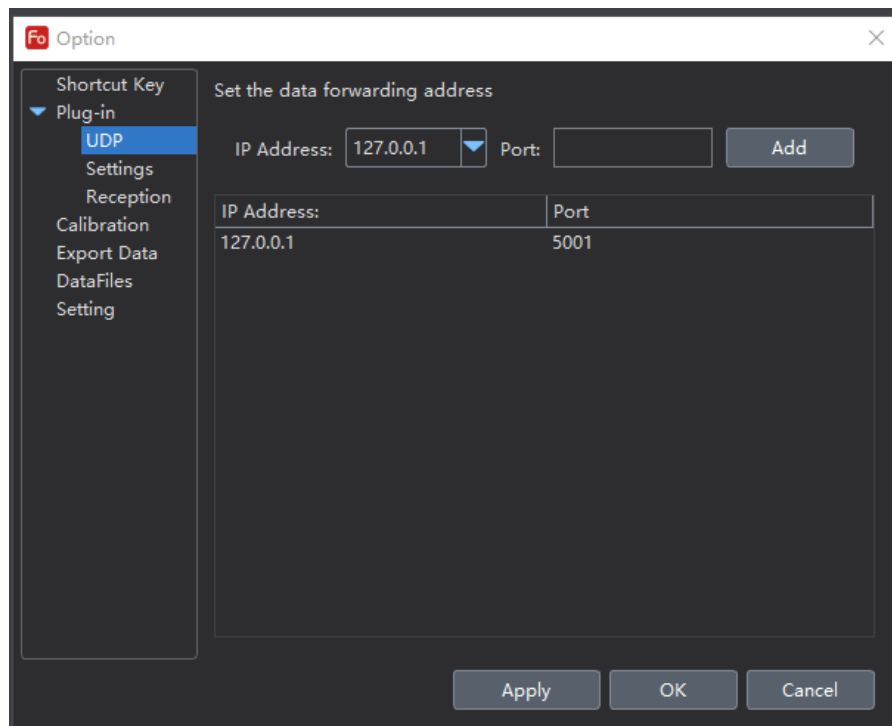 Fo Option
Shortcut Key
Plug-in
UDP
Settings
Reception
Calibration
Export Data
DataFiles
Setting
Set the data forwarding address
IP Address: 127.0.0.1 Port: Add
IP Address: Port
127.0.0.1 5001
Apply OK Cancel